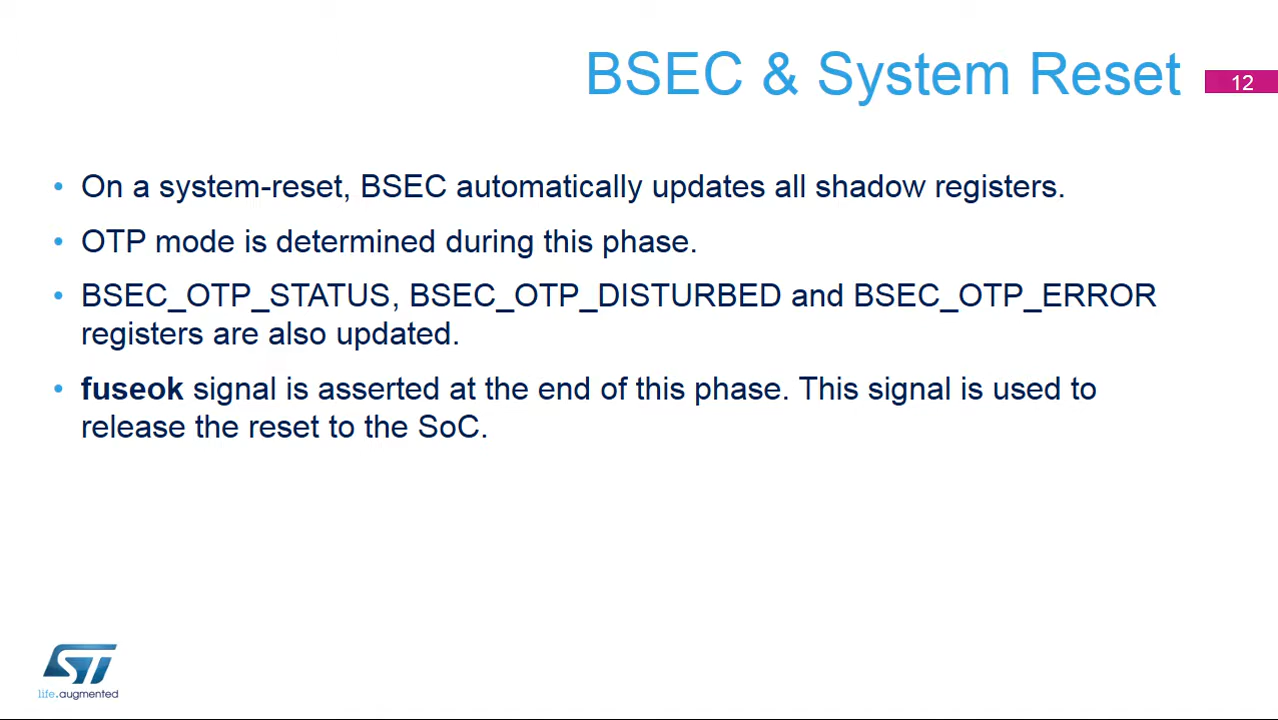 BSEC & System Reset
12
• On a system-reset, BSEC automatically updates all shadow registers.
• OTP mode is determined during this phase.
• BSEC_OTP_STATUS, BSEC_OTP_DISTURBED and BSEC_OTP_ERROR
registers are also updated.
• fuseok signal is asserted at the end of this phase. This signal is used to
release the reset to the SoC.
ST
life.augmented